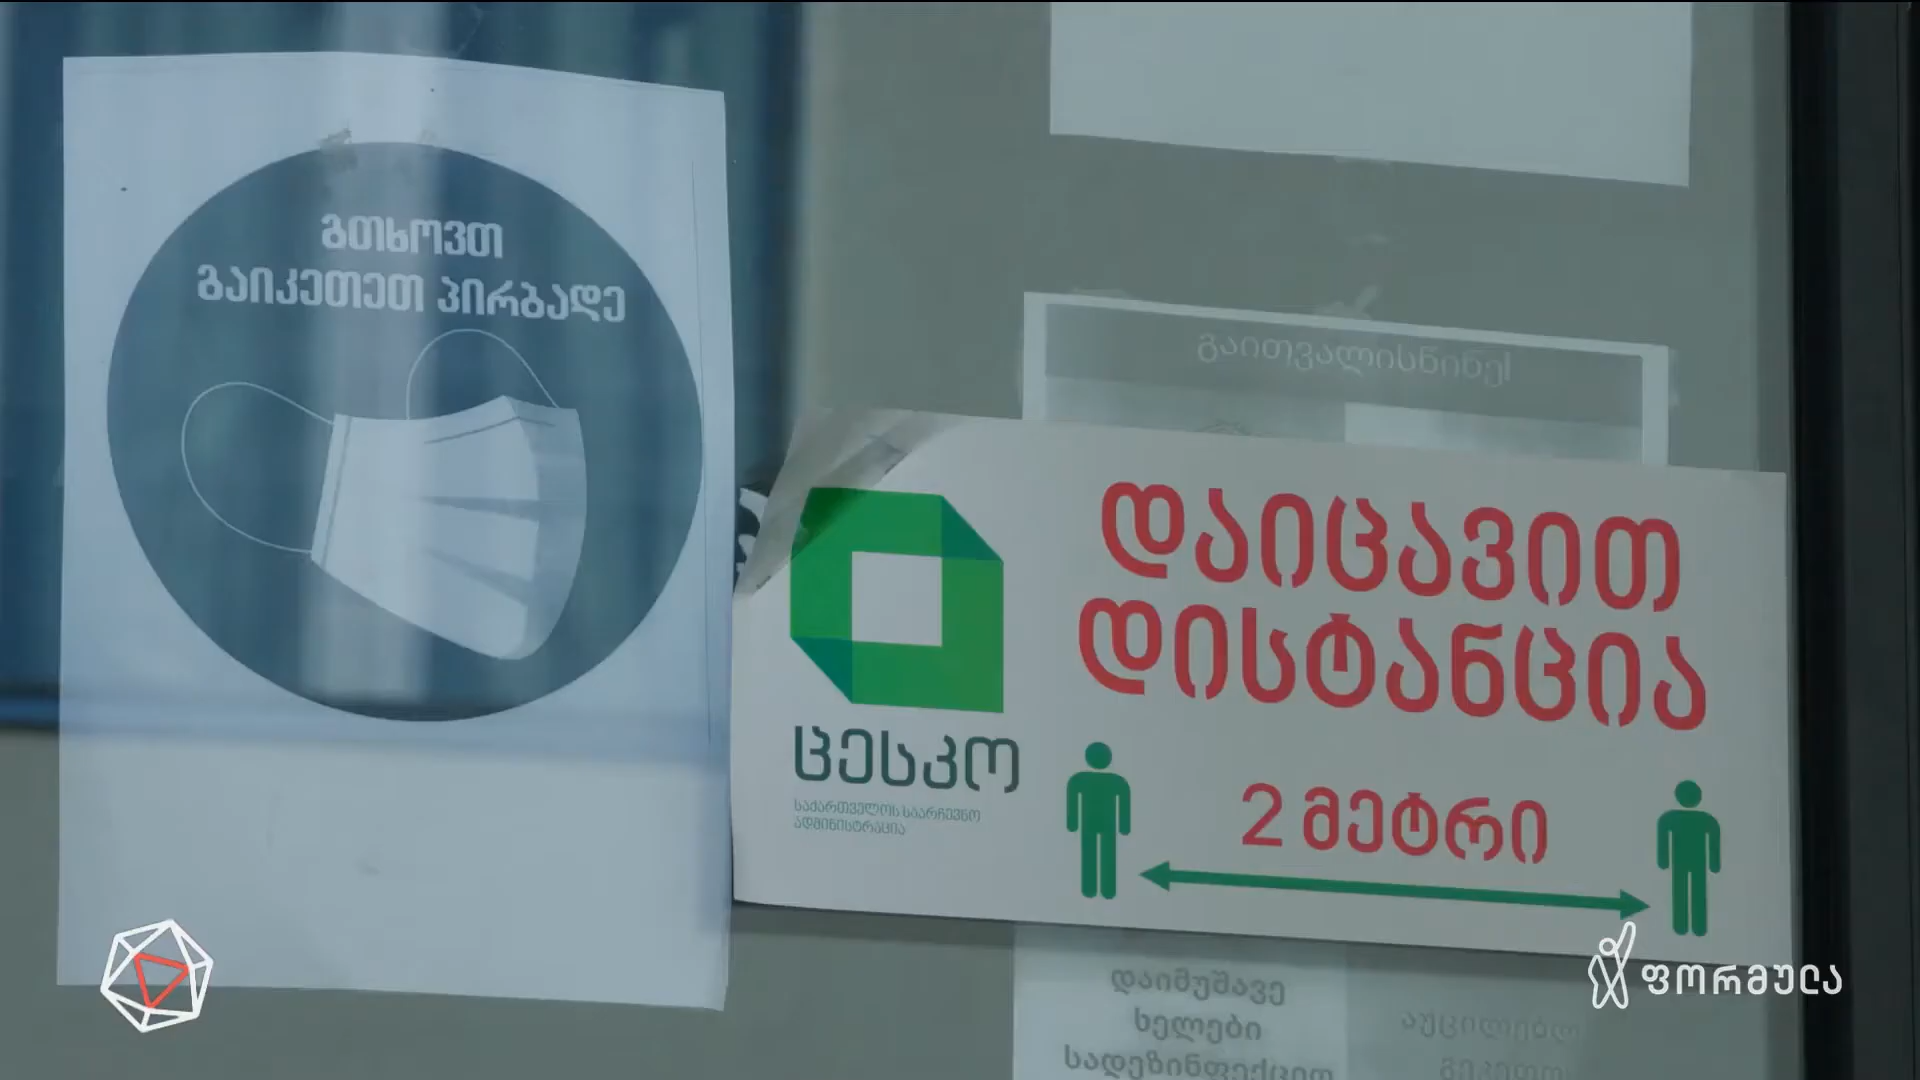 გთხოვთ
გაიკეთეთ პირბადე
გაითვალისწინე!
დაიცავით
დისტანცია
2 მეტრი
ცესკო
საქართველოს საარჩევნო
ადმინისტრაცია
დაიმუშავე
ხელები
ფორმულა